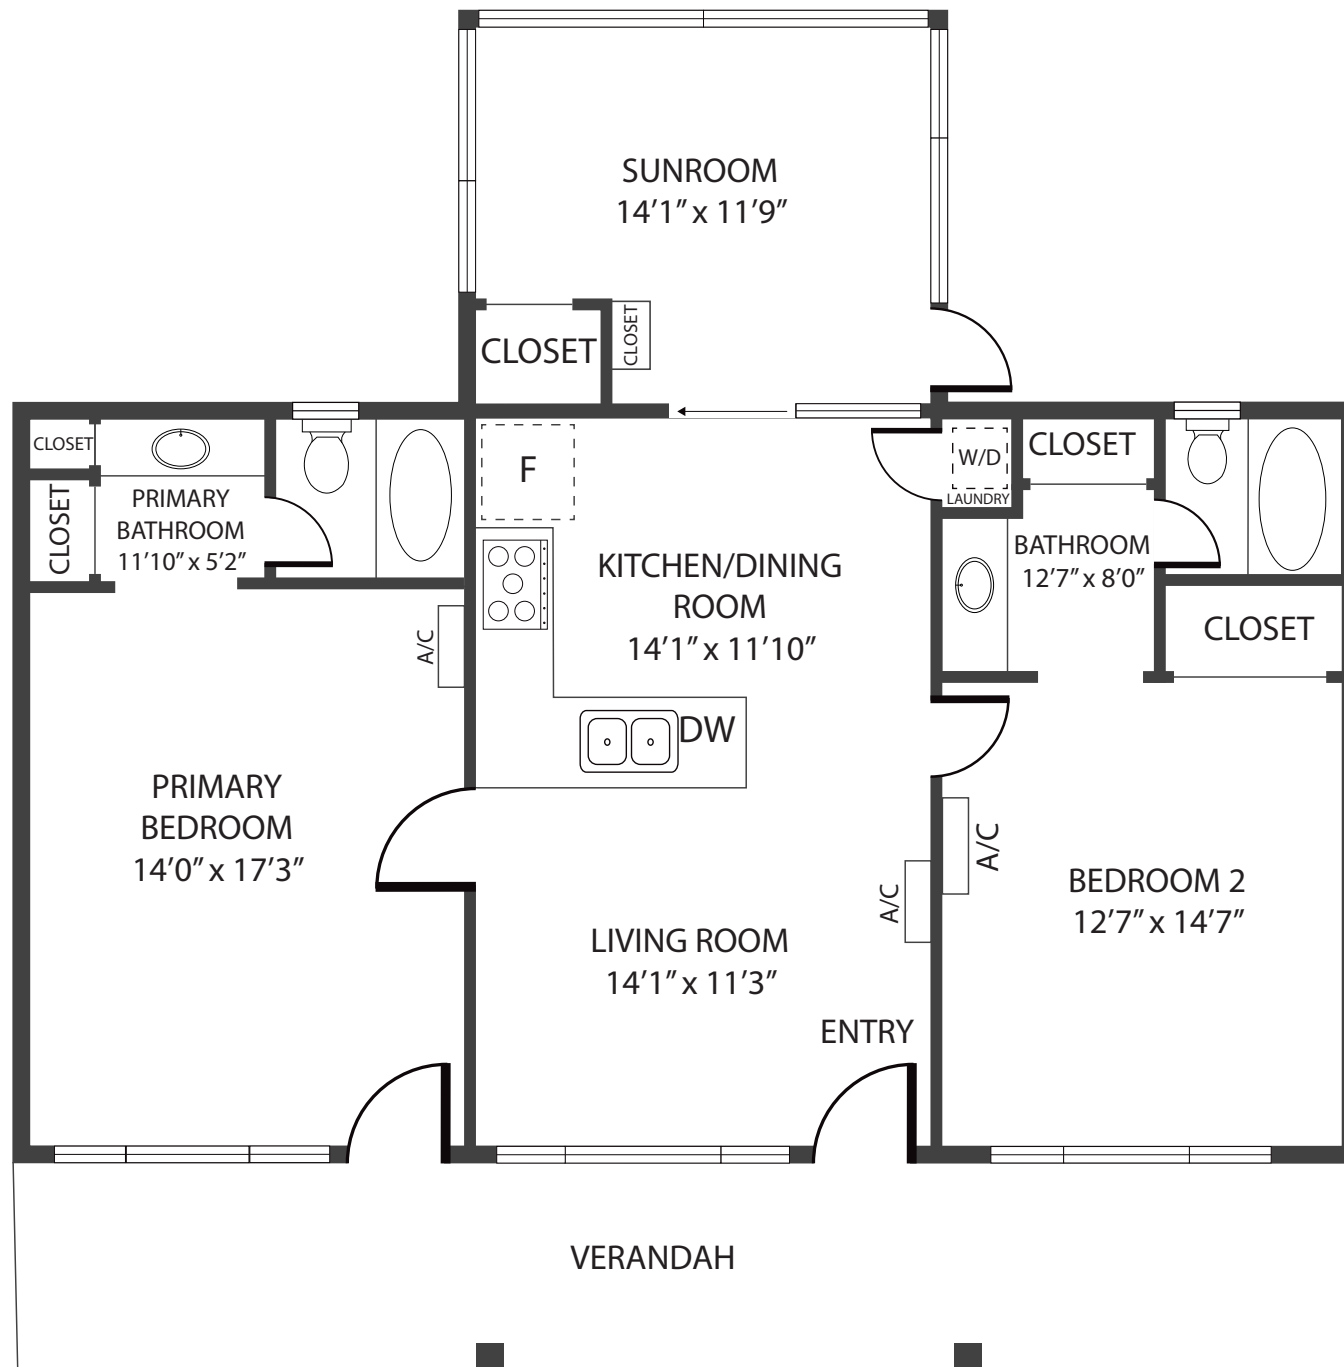 SUNROOM
14’1” x 11’9”
CLOSET
CLOSET
CLOSET
CLOSET
PRIMARY
BATHROOM
11’10” x 5’2”
F
KITCHEN/DINING
ROOM
14’1” x 11’10”
W/D
LAUNDRY
CLOSET
BATHROOM
12’7” x 8’0”
CLOSET
A/C
DW
PRIMARY
BEDROOM
14’0” x 17’3”
A/C
A/C
BEDROOM 2
12’7” x 14’7”
LIVING ROOM
14’1” x 11’3”
ENTRY
VERANDAH